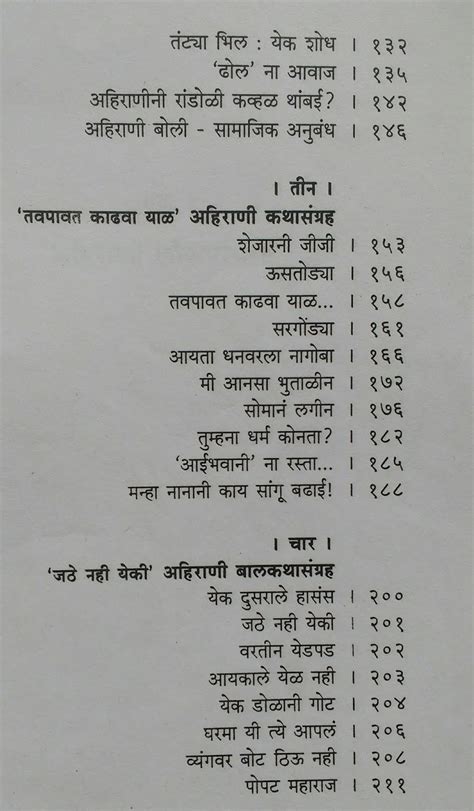 तंट्या भिल : येक शोध । १३२
'ढोल' ना आवाज । १३५
अहिराणीनी रांडोळी कव्हळ थांबई? । १४२
अहिराणी बोली - सामाजिक अनुबंध । १४६
। तीन ।
'तवपावत काढवा याळ' अहिराणी कथासंग्रह
शेजारनी जीजी । १५३
ऊसतोड्या । १५६
तवपावत काढवा याळ... । १५८
सरगोंड्या । १६१
आयता धनवरला नागोबा । १६६
मी आनसा भुताळीन । १७२
सोमानं लगीन । १७६
तुम्हना धर्म कोनता? । १८२
'आईभवानी' ना रस्ता... । १८५
मन्हा नानानी काय सांगू बढाई! । १८८
। चार ।
'जठे नही येकी' अहिराणी बालकथासंग्रह
येक दुसराले हासंस । २००
जठे नही येकी । २०१
वरतीन येडपड । २०२
आयकाले येळ नही । २०३
येक डोळानी गोट । २०४
घरमा यी त्ये आपलं । २०६
व्यंगवर बोट ठिऊ नही । २०८
पोपट महाराज । २११